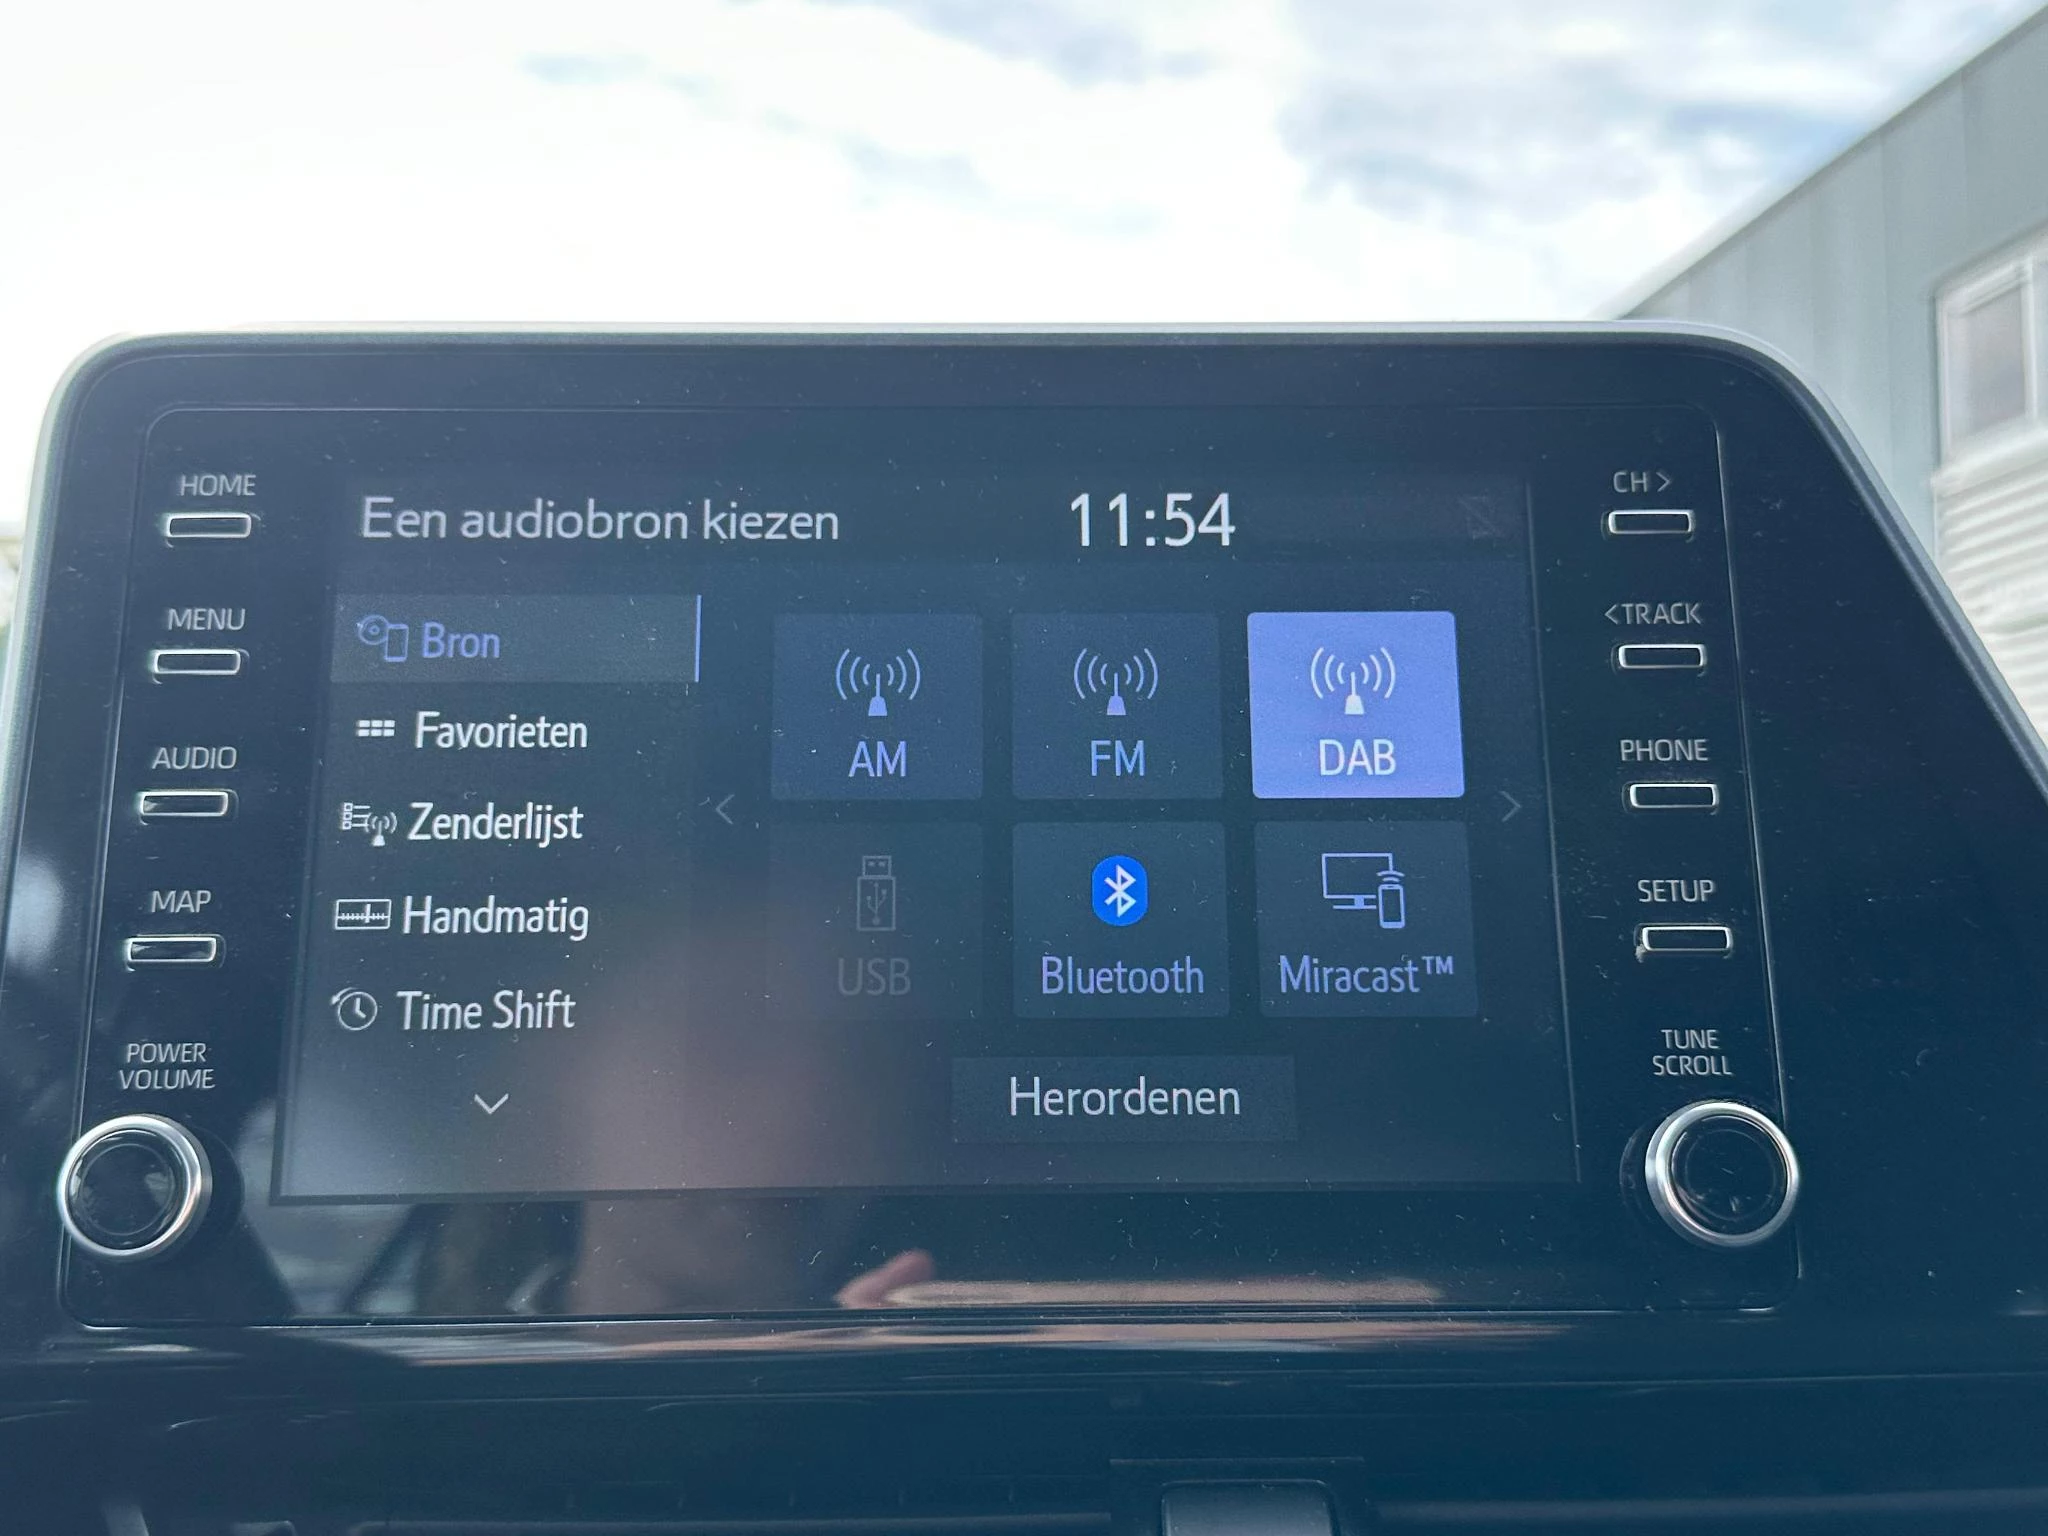 HOME
MENU
AUDIO
MAP
POWER
VOLUME
Een audiobron kiezen
11:54
Bron
Favorieten
Zenderlijst
Handmatig
Time Shift
AM
FM
DAB
USB
Bluetooth
Miracast™
Herordenen
CH >
<TRACK
PHONE
SETUP
TUNE
SCROLL